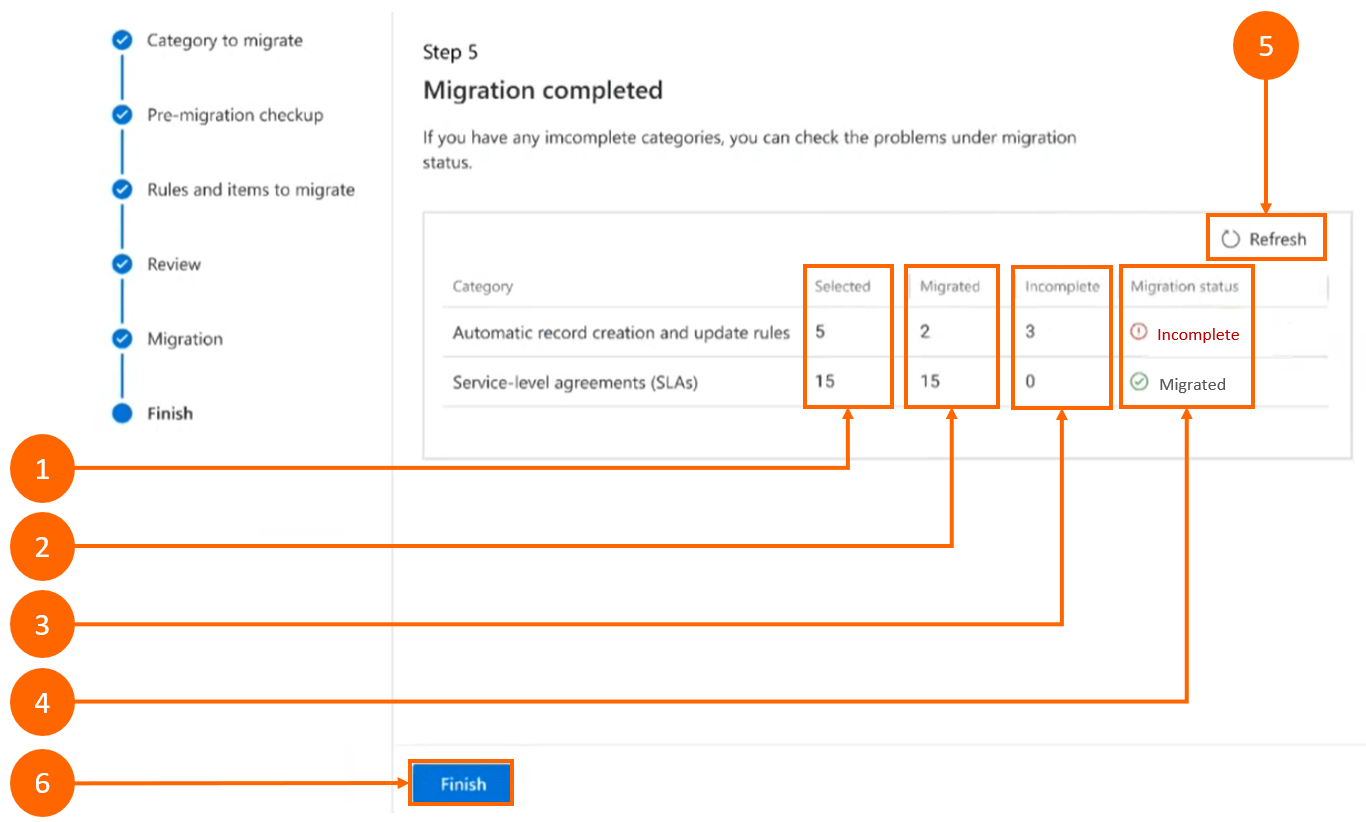 Category to migrate
Pre-migration checkup
Rules and items to migrate
Review
Migration
Finish
Step 5
Migration completed
If you have any imcomplete categories, you can check the problems under migration
status.
5
Refresh
Category Selected Migrated Incomplete Migration status
Automatic record creation and update rules 5 2 3 Incomplete
Service-level agreements (SLAs) 15 15 0 Migrated
1
2
3
4
6
Finish